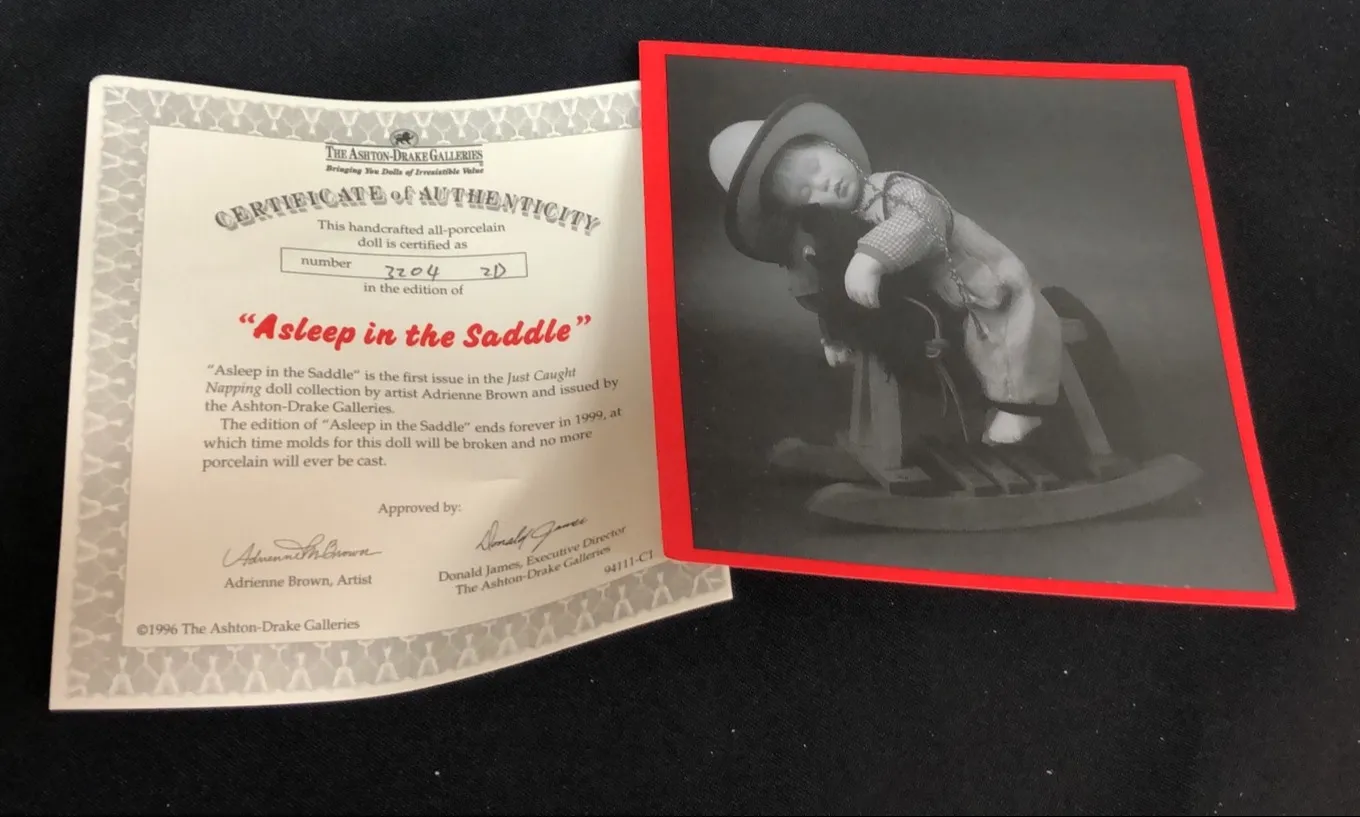 THE ASHTON-DRAKE GALLERIES
Bringing You Dolls of Irresistible Value
CERTIFICATE of AUTHENTICITY
This handcrafted all-porcelain
doll is certified as
number 3204 2D
in the edition of
“Asleep in the Saddle”
"Asleep in the Saddle" is the first issue in the Just Caught
Napping doll collection by artist Adrienne Brown and issued by
the Ashton-Drake Galleries.
The edition of "Asleep in the Saddle" ends forever in 1999, at
which time molds for this doll will be broken and no more
porcelain will ever be cast.
Approved by:
Adrienne M Brown
Donald James
Adrienne Brown, Artist
Donald James, Executive Director
The Ashton-Drake Galleries
94111-C1
©1996 The Ashton-Drake Galleries